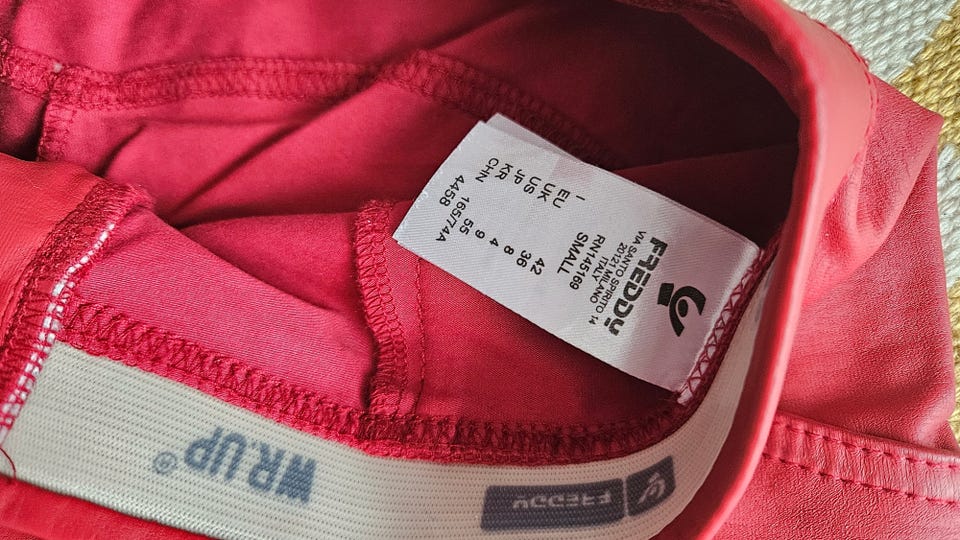 FREDDY
VIA SANTO SPIRITO 14
20121 MILANO
ITALY
RN145169
SMALL
I 42
EU 36
UK 8
US 4
JP 9
KR 55
CHN 165/74A
4458
FREDDY
WR.UP®